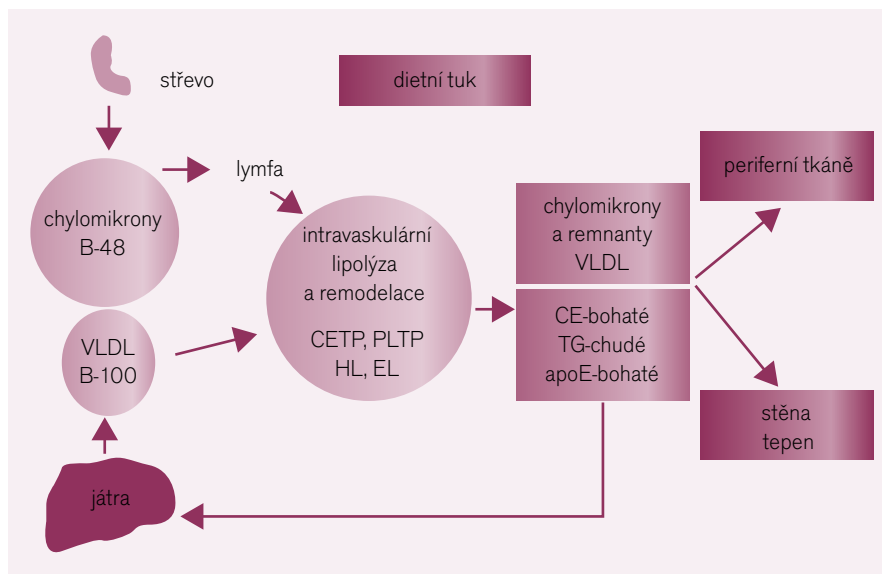 střevo
dietní tuk
lymfa
chylomikrony
B-48
VLDL
B-100
játra
intravaskulární
lipolýza
a remodelace
CETP, PLTP
HL, EL
chylomikrony
a remnanty
VLDL
CE-bohaté
TG-chudé
apoE-bohaté
periferní tkáně
stěna
tepen